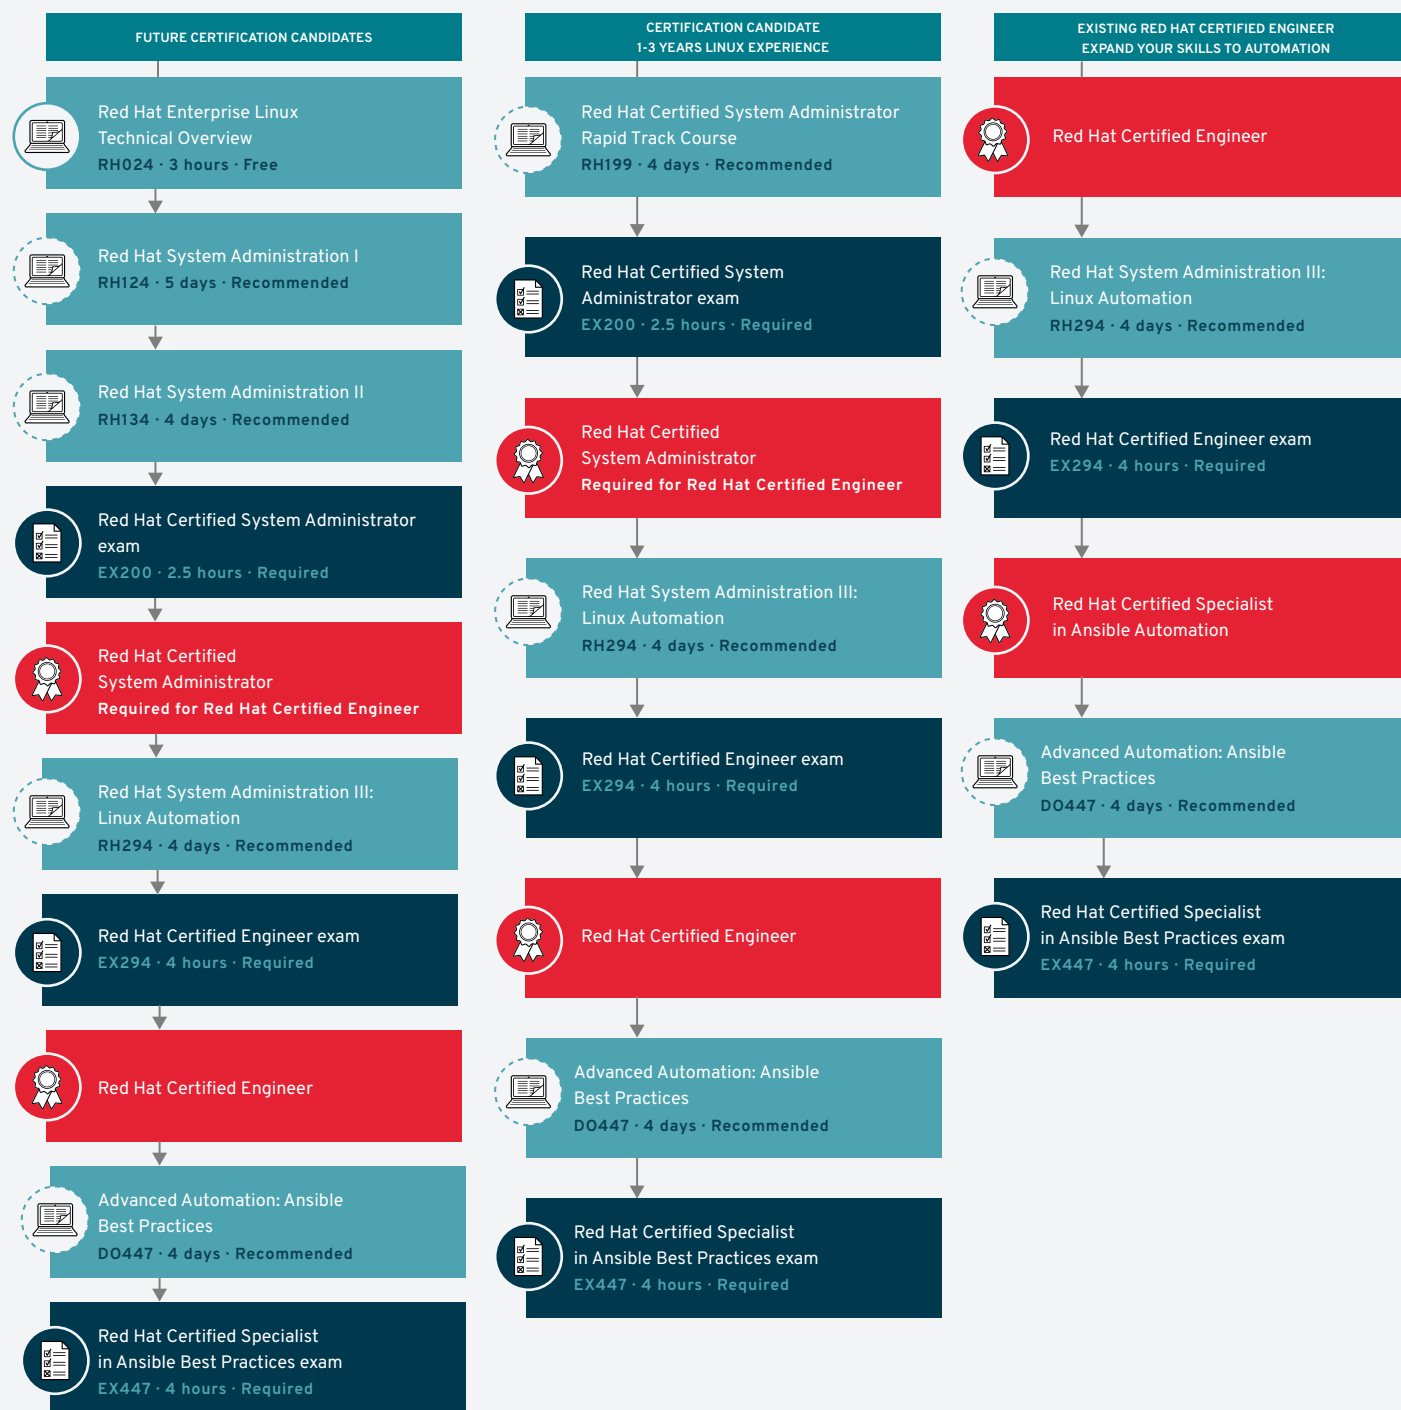 FUTURE CERTIFICATION CANDIDATES
Red Hat Enterprise Linux
Technical Overview
RH024 · 3 hours · Free
Red Hat System Administration I
RH124 · 5 days · Recommended
Red Hat System Administration II
RH134 · 4 days · Recommended
Red Hat Certified System Administrator
exam
EX200 · 2.5 hours · Required
Red Hat Certified
System Administrator
Required for Red Hat Certified Engineer
Red Hat System Administration III:
Linux Automation
RH294 · 4 days · Recommended
Red Hat Certified Engineer exam
EX294 · 4 hours · Required
Red Hat Certified Engineer
Advanced Automation: Ansible
Best Practices
DO447 · 4 days · Recommended
Red Hat Certified Specialist
in Ansible Best Practices exam
EX447 · 4 hours · Required
CERTIFICATION CANDIDATE
1-3 YEARS LINUX EXPERIENCE
Red Hat Certified System Administrator
Rapid Track Course
RH199 · 4 days · Recommended
Red Hat Certified System
Administrator exam
EX200 · 2.5 hours · Required
Red Hat Certified
System Administrator
Required for Red Hat Certified Engineer
Red Hat System Administration III:
Linux Automation
RH294 · 4 days · Recommended
Red Hat Certified Engineer exam
EX294 · 4 hours · Required
Red Hat Certified Engineer
Advanced Automation: Ansible
Best Practices
DO447 · 4 days · Recommended
Red Hat Certified Specialist
in Ansible Best Practices exam
EX447 · 4 hours · Required
EXISTING RED HAT CERTIFIED ENGINEER
EXPAND YOUR SKILLS TO AUTOMATION
Red Hat Certified Engineer
Red Hat System Administration III:
Linux Automation
RH294 · 4 days · Recommended
Red Hat Certified Engineer exam
EX294 · 4 hours · Required
Red Hat Certified Specialist
in Ansible Automation
Advanced Automation: Ansible
Best Practices
DO447 · 4 days · Recommended
Red Hat Certified Specialist
in Ansible Best Practices exam
EX447 · 4 hours · Required